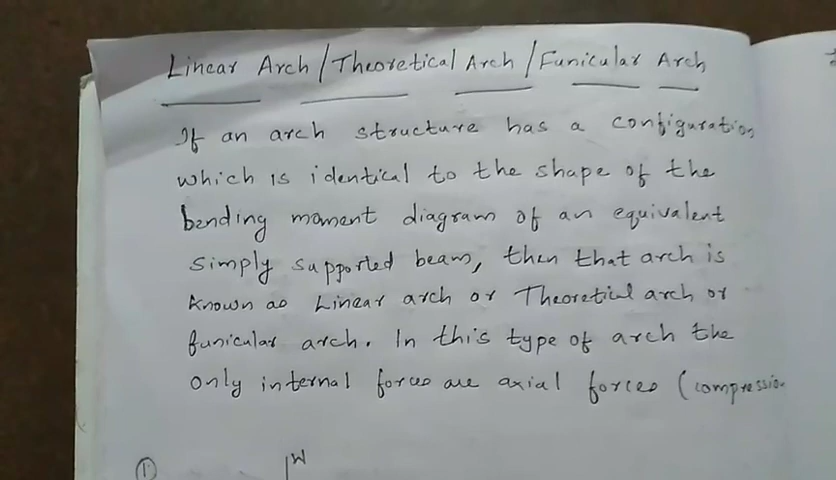 Linear Arch / Theoretical Arch / Funicular Arch
If an arch structure has a configuration
which is identical to the shape of the
bending moment diagram of an equivalent
simply supported beam, then that arch is
known as Linear arch or Theoretical arch or
funicular arch. In this type of arch the
only internal forces are axial forces (compression
① W